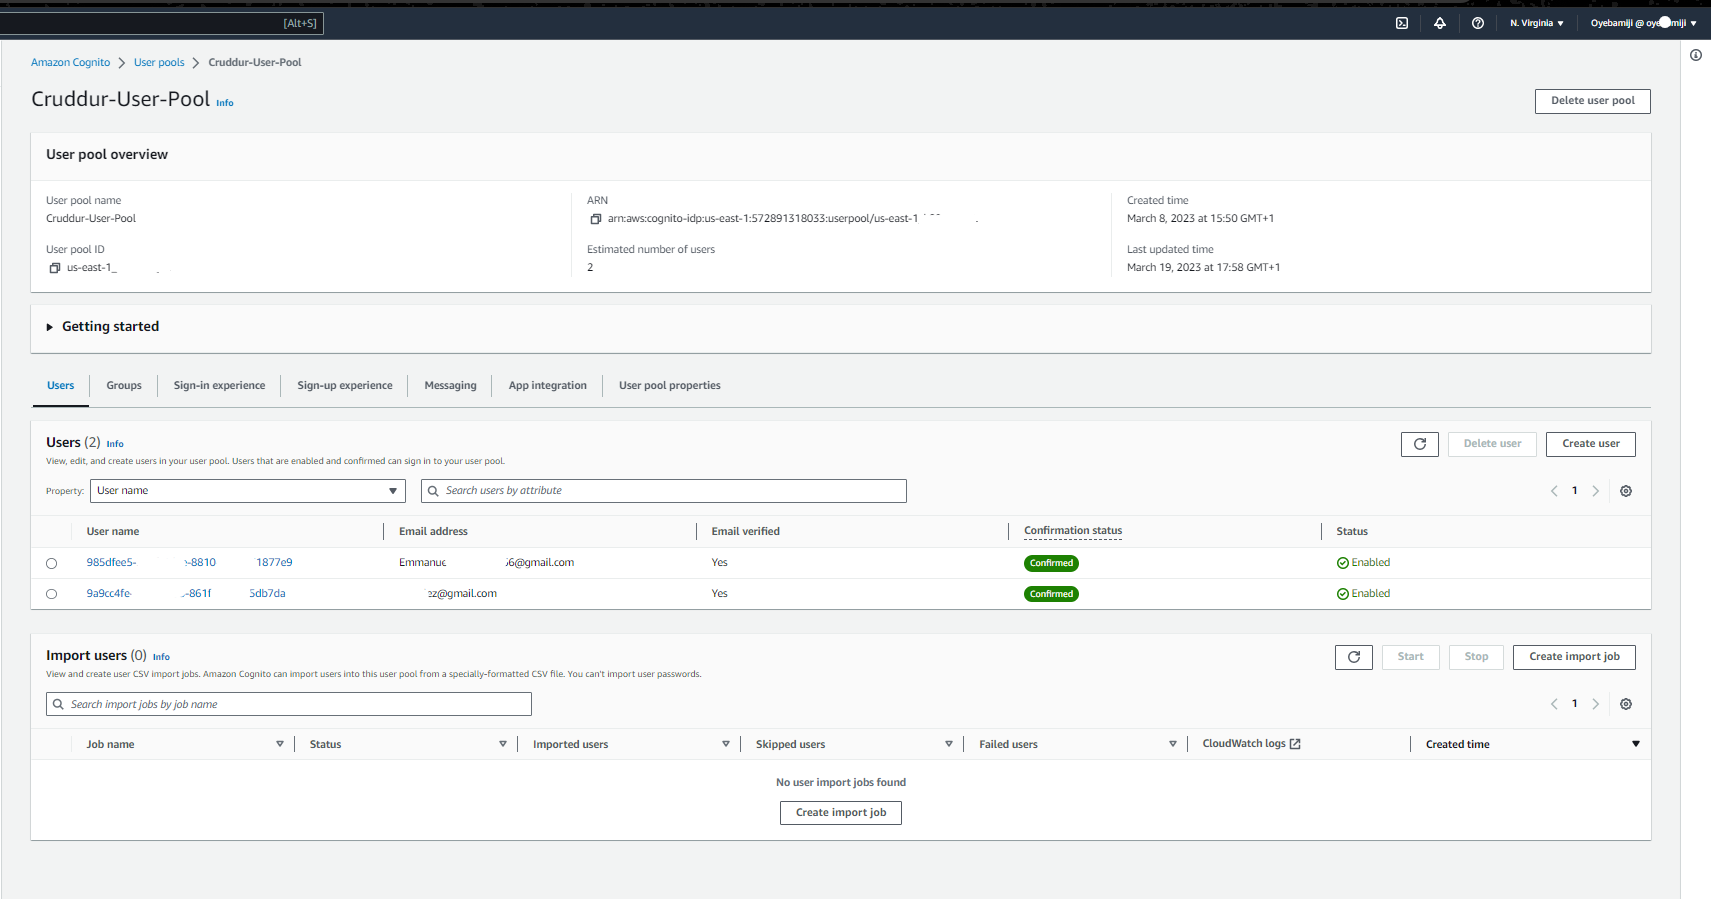 [Alt+S]
N. Virginia
Oyebamiji @ oye miji
Amazon Cognito
User pools
Cruddur-User-Pool
Cruddur-User-Pool Info
Delete user pool
User pool overview
User pool name
Cruddur-User-Pool
User pool ID
us-east-1_
ARN
arn:aws:cognito-idp:us-east-1:572891318033:userpool/us-east-1
Estimated number of users
2
Created time
March 8, 2023 at 15:50 GMT+1
Last updated time
March 19, 2023 at 17:58 GMT+1
Getting started
Users Groups Sign-in experience Sign-up experience Messaging App integration User pool properties
Users (2) Info
Delete user
Create user
View, edit, and create users in your user pool. Users that are enabled and confirmed can sign in to your user pool.
Property: User name
Search users by attribute
1
User name Email address Email verified Confirmation status Status
985dfee5- -8810 1877e9 Emmanuc 6@gmail.com Yes Confirmed Enabled
9a9cc4fe- -861f 5db7da ez@gmail.com Yes Confirmed Enabled
Import users (0) Info
Start
Stop
Create import job
View and create user CSV import jobs. Amazon Cognito can import users into this user pool from a specially-formatted CSV file. You can't import user passwords.
Search import jobs by job name
1
Job name Status Imported users Skipped users Failed users CloudWatch logs Created time
No user import jobs found
Create import job